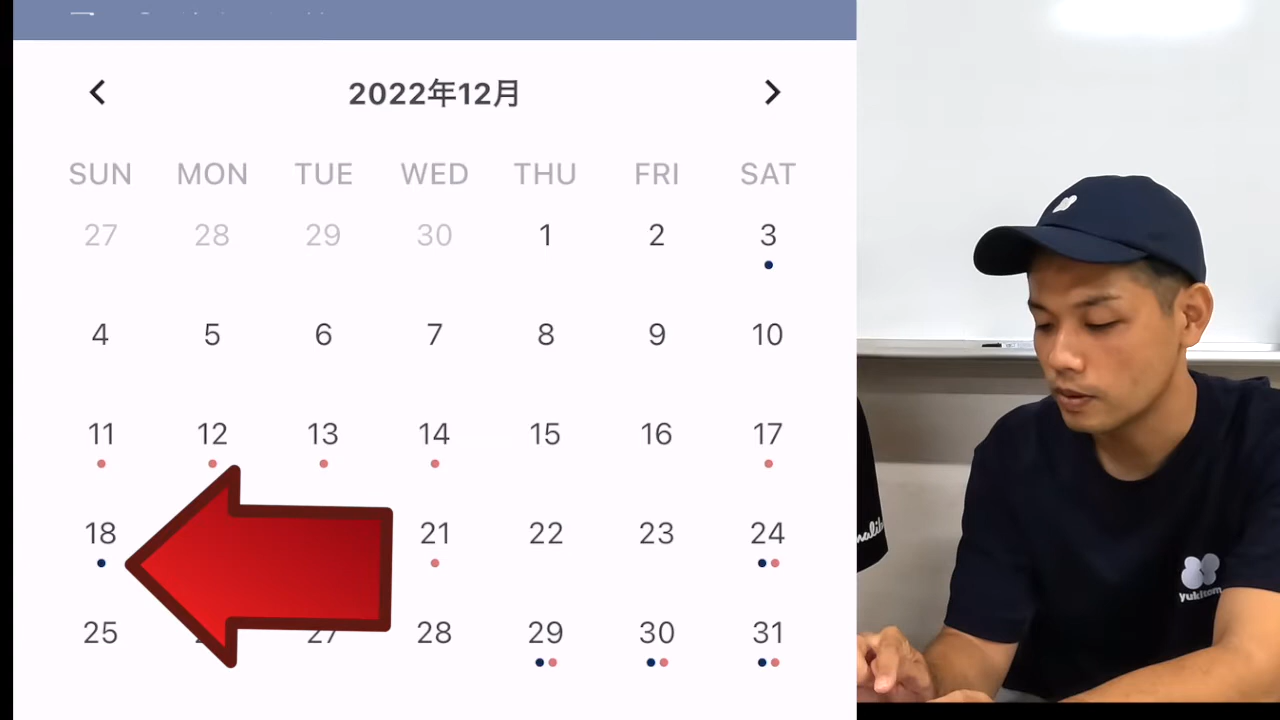 2022年12月
SUN MON TUE WED THU FRI SAT
27 28 29 30 1 2 3
4 5 6 7 8 9 10
11 12 13 14 15 16 17
18 21 22 23 24
25 27 28 29 30 31
yukitom